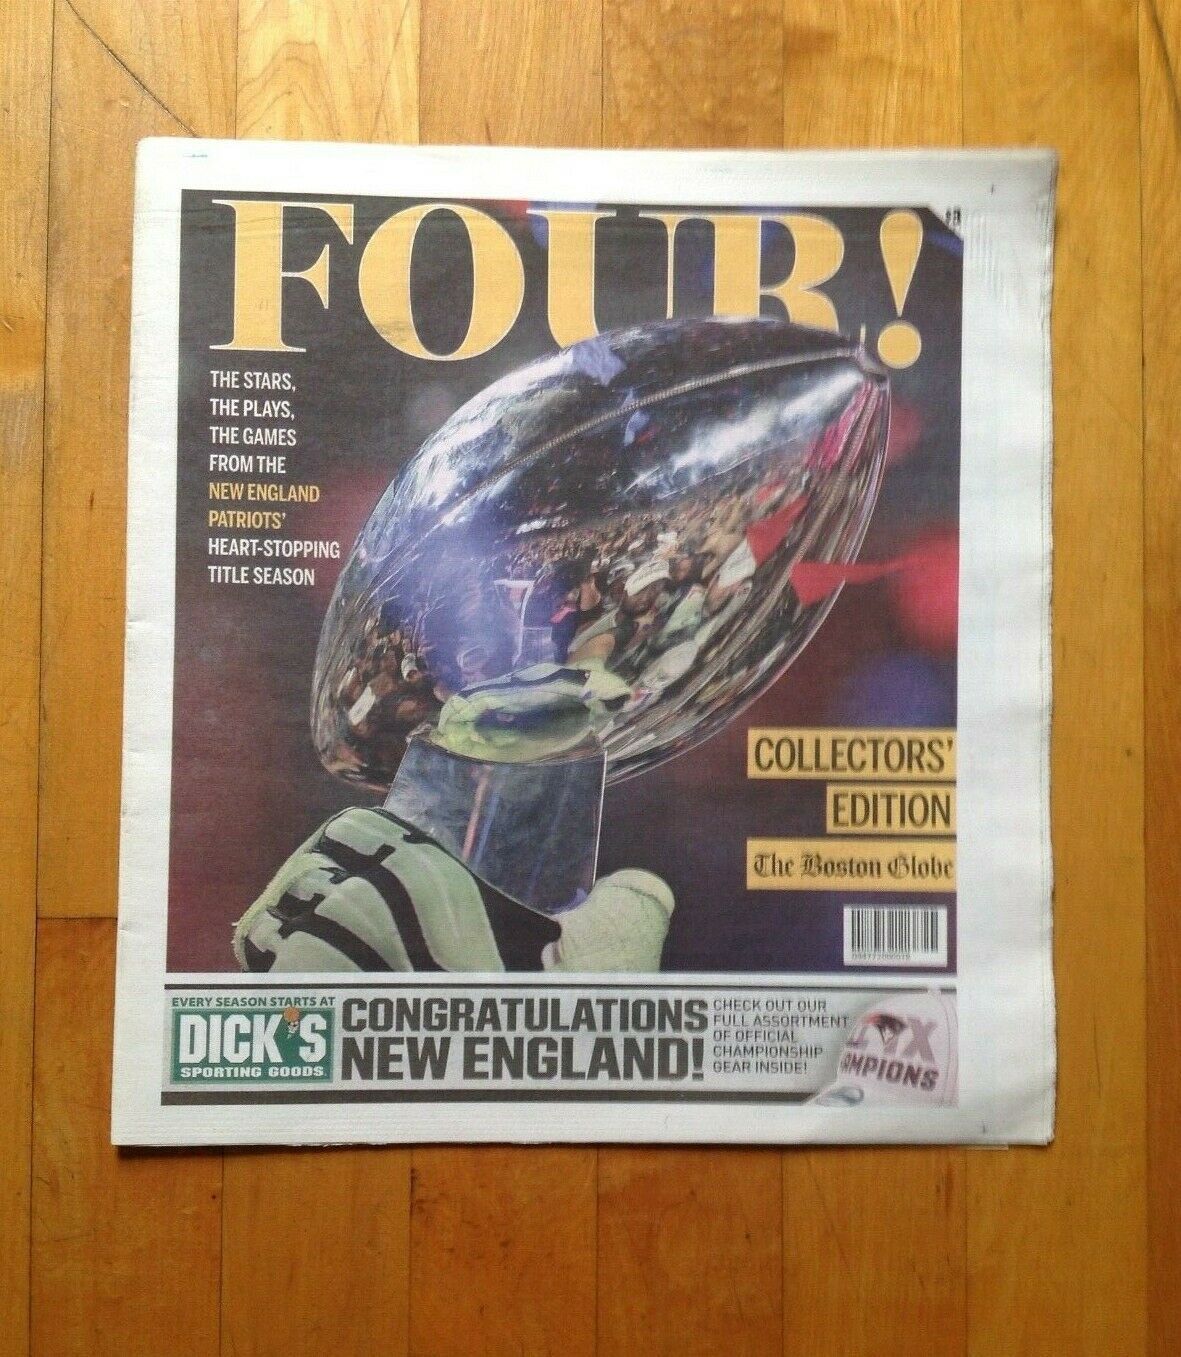 FOUR!
$3
THE STARS,
THE PLAYS,
THE GAMES
FROM THE
NEW ENGLAND
PATRIOTS'
HEART-STOPPING
TITLE SEASON
COLLECTORS'
EDITION
The Boston Globe
EVERY SEASON STARTS AT
DICK'S
SPORTING GOODS
CONGRATULATIONS
NEW ENGLAND!
CHECK OUT OUR
FULL ASSORTMENT
OF OFFICIAL
CHAMPIONSHIP
GEAR INSIDE!